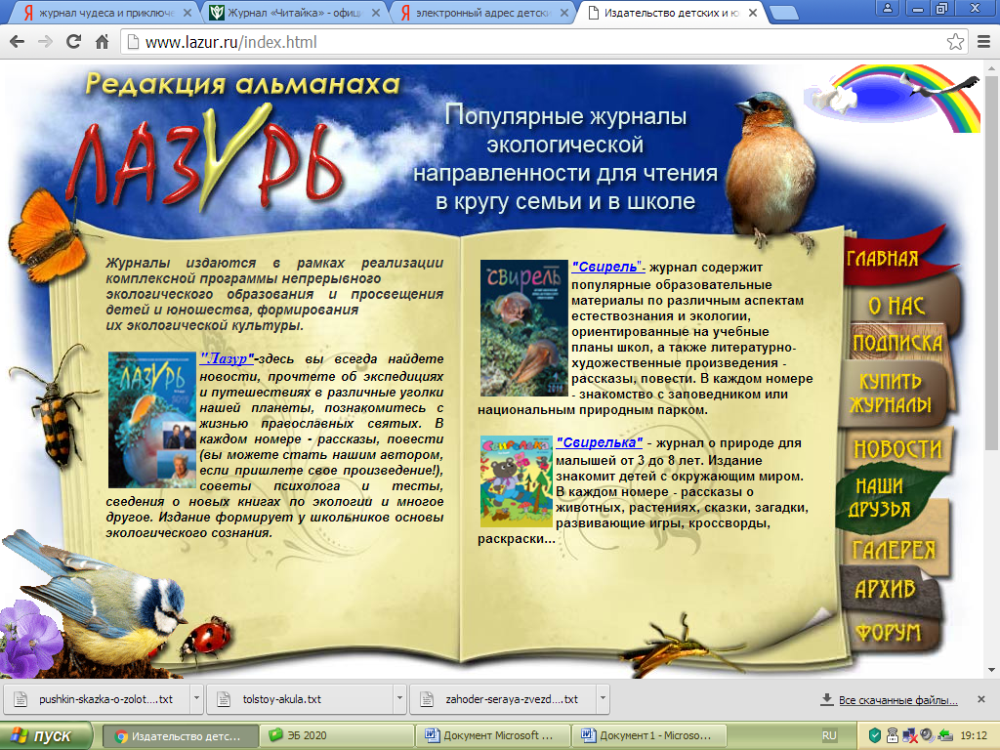 журнал чудеса и приключе
Журнал «Читайка» - офиц
электронный адрес детски
Издательство детских и ю
www.lazur.ru/index.html
Редакция альманаха
ЛАЗУРЬ
Популярные журналы
экологической
направленности для чтения
в кругу семьи и в школе
Журналы издаются в рамках реализации
комплексной программы непрерывного
экологического образования и просвещения
детей и юношества, формирования
их экологической культуры.
"Лазур"-здесь вы всегда найдете
новости, прочтете об экспедициях
и путешествиях в различные уголки
нашей планеты, познакомитесь с
жизнью православных святых. В
каждом номере - рассказы, повести
(вы можете стать нашим автором,
если пришлете свое произведение!),
советы психолога и тесты,
сведения о новых книгах по экологии и многое
другое. Издание формирует у школьников основы
экологического сознания.
ЛАЗУРЬ
свирель
"Свирель"- журнал содержит
популярные образовательные
материалы по различным аспектам
естествознания и экологии,
ориентированные на учебные
планы школ, а также литературно-
художественные произведения -
рассказы, повести. В каждом номере
- знакомство с заповедником или
национальным природным парком.
Свирелька
"Свирелька" - журнал о природе для
малышей от 3 до 8 лет. Издание
знакомит детей с окружающим миром.
В каждом номере - рассказы о
животных, растениях, сказки, загадки,
развивающие игры, кроссворды,
раскраски...
ГЛАВНАЯ
О НАС
ПОДПИСКА
КУПИТЬ
ЖУРНАЛЫ
НОВОСТИ
НАШИ
ДРУЗЬЯ
ГАЛЕРЕЯ
АРХИВ
ФОРУМ
pushkin-skazka-o-zolot....txt
tolstoy-akula.txt
zahoder-seraya-zvezd....txt
Все скачанные файлы...
пуск
Издательство детс...
ЭБ 2020
Документ Microsoft ...
Документ1 - Microso...
RU
19:12